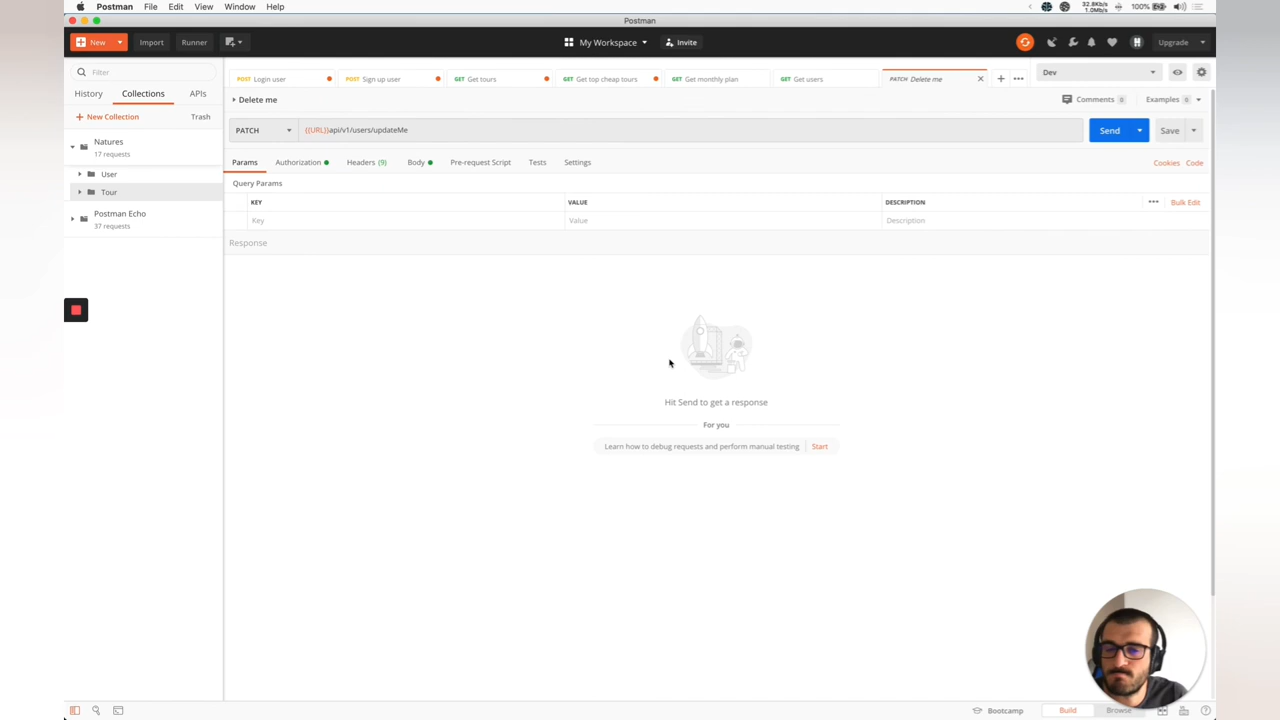 Postman File Edit View Window Help 32.8Kb/s 100%
1.0Mb/s
Postman
New Import Runner My Workspace Invite Upgrade
Filter
POST Login user POST Sign up user GET Get tours GET Get top cheap tours GET Get monthly plan GET Get users PATCH Delete me Dev
History Collections APIs
Delete me Comments 0 Examples 0
New Collection Trash
PATCH {{URL}}api/v1/users/updateMe Send Save
Natures
17 requests
Params Authorization Headers (9) Body Pre-request Script Tests Settings Cookies Code
User
Query Params
Tour
KEY VALUE DESCRIPTION Bulk Edit
Postman Echo
37 requests
Key Value Description
Response
Hit Send to get a response
For you
Learn how to debug requests and perform manual testing Start
Bootcamp Build Browse